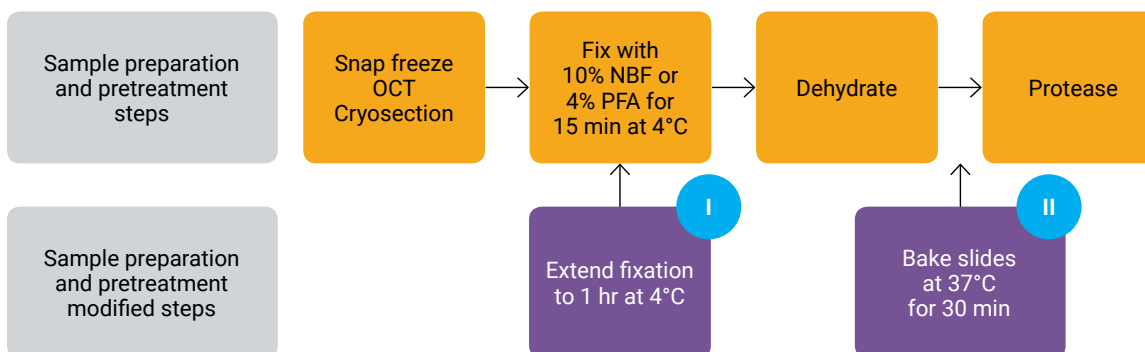 Sample preparation
and pretreatment
steps
Snap freeze
OCT
Cryosection
Fix with
10% NBF or
4% PFA for
15 min at 4°C
Dehydrate
Protease
Sample preparation
and pretreatment
modified steps
I
Extend fixation
to 1 hr at 4°C
II
Bake slides
at 37°C
for 30 min